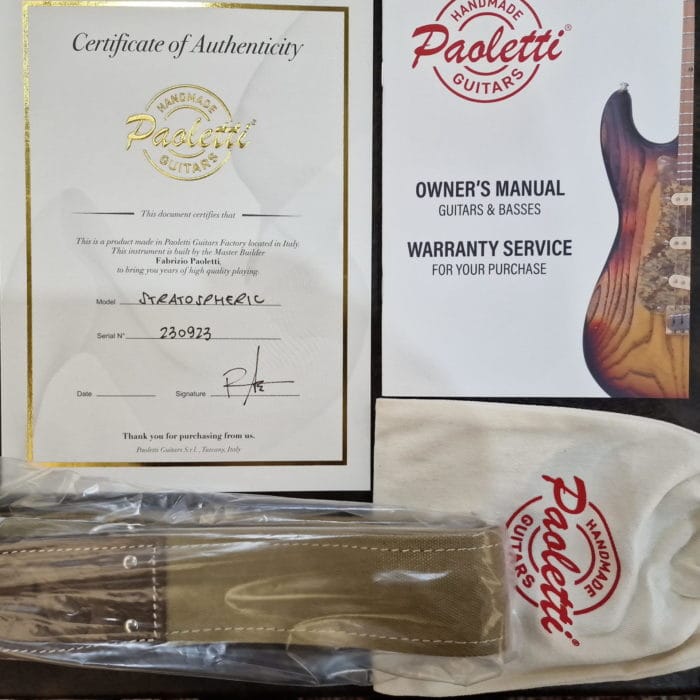 Certificate of Authenticity
HANDMADE
Paoletti
GUITARS
This document certifies that
This is a product made in Paoletti Guitars Factory located in Italy.
This instrument is built by the Master Builder
Fabrizio Paoletti,
to bring you years of high quality playing.
Model STRATOSPHERIC
Serial N° 230923
Date
Signature
Thank you for purchasing from us.
Paoletti Guitars S.r.l., Tuscany, Italy
HANDMADE
Paoletti®
GUITARS
OWNER'S MANUAL
GUITARS & BASSES
WARRANTY SERVICE
FOR YOUR PURCHASE
HANDMADE
Paoletti®
GUITARS